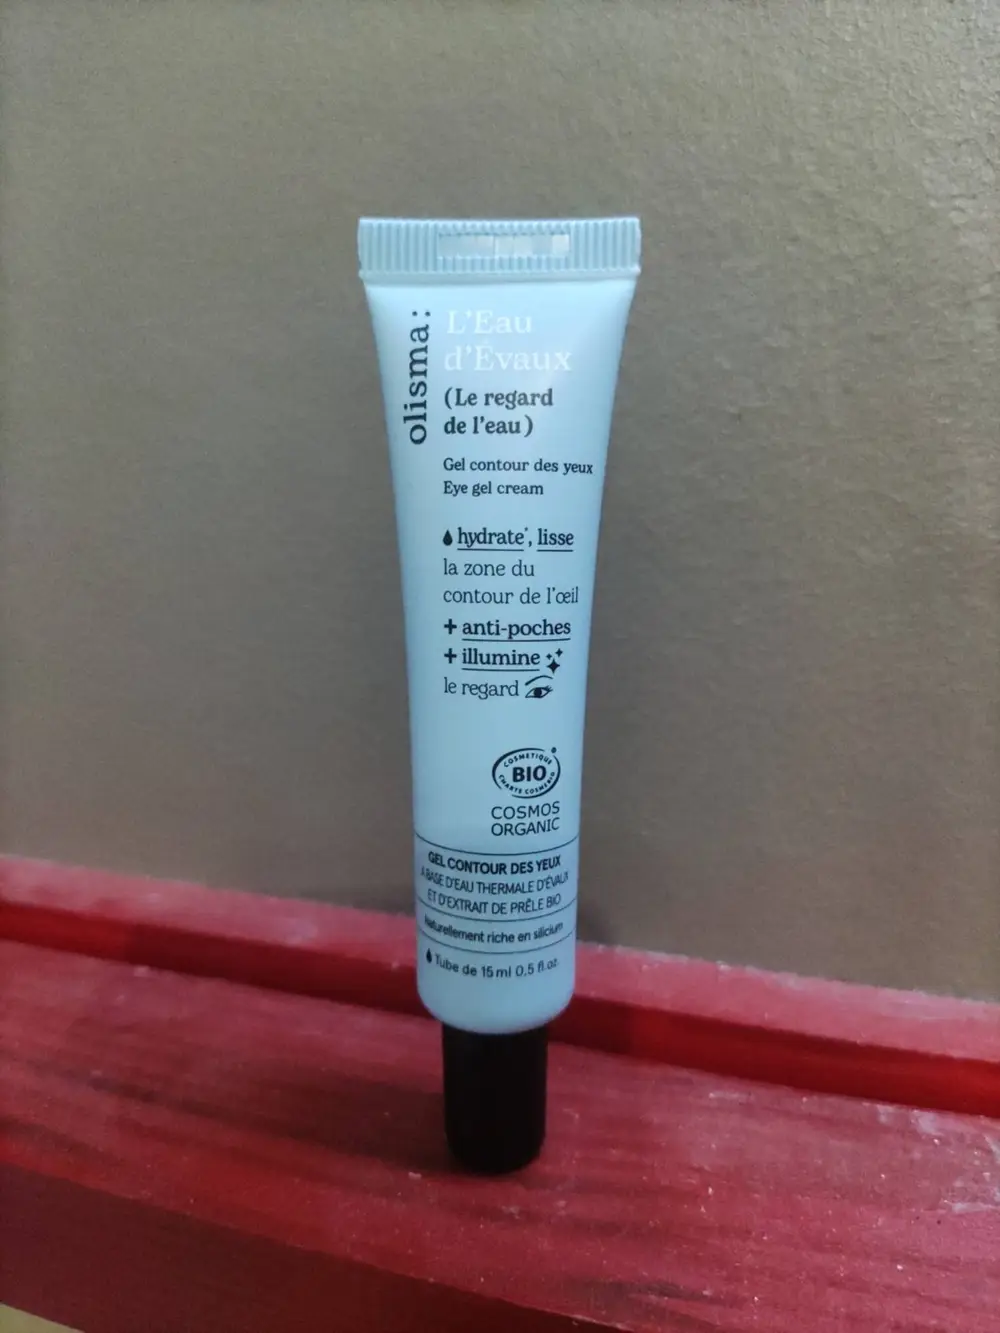 olisma:
L'Eau
d'Évaux
(Le regard
de l'eau)
Gel contour des yeux
Eye gel cream
hydrate*, lisse
la zone du
contour de l'œil
+ anti-poches
+ illumine
le regard
COSMETIQUE
BIO
CHARTE COSMEBIO
COSMOS
ORGANIC
GEL CONTOUR DES YEUX
À BASE D'EAU THERMALE D'ÉVAUX
ET D'EXTRAIT DE PRÊLE BIO
Naturellement riche en silicium
Tube de 15 ml 0.5 fl.oz